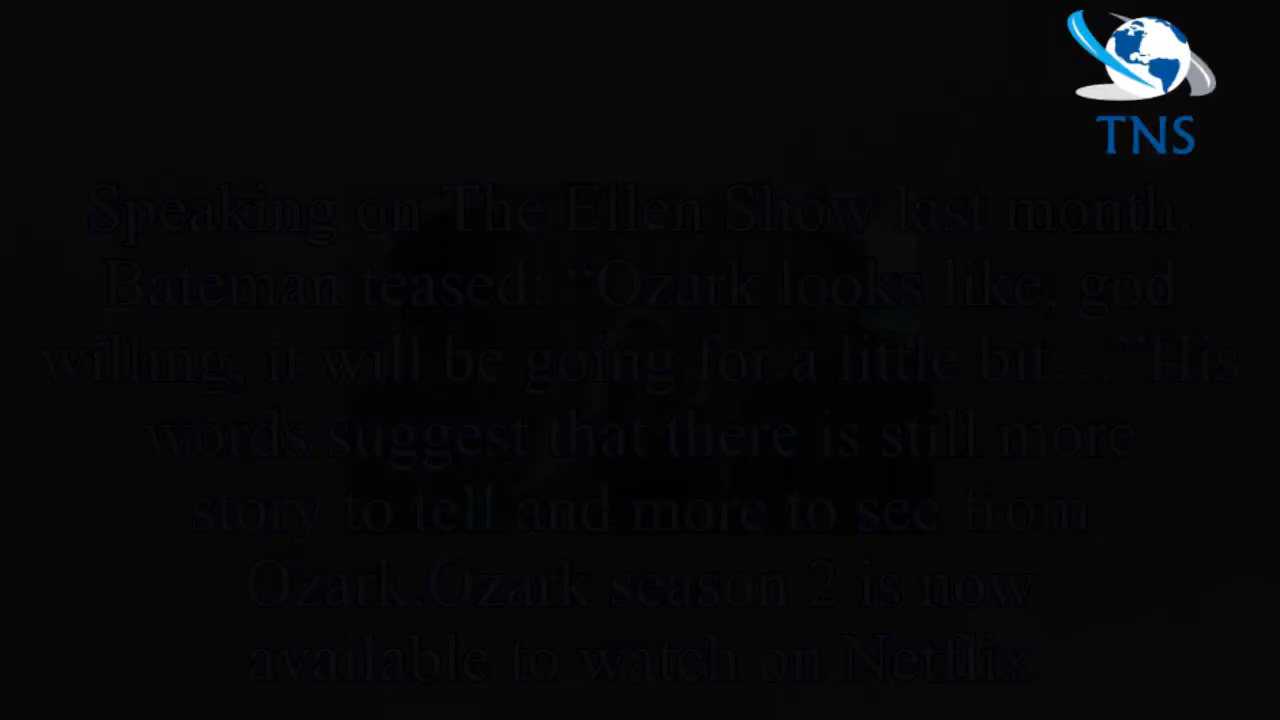 TNS
Speaking on The Ellen Show last month,
Bateman teased: “Ozark looks like, god
willing, it will be going for a little bit…”His
words suggest that there is still more
story to tell and more to see from
Ozark.Ozark season 2 is now
available to watch on Netflix